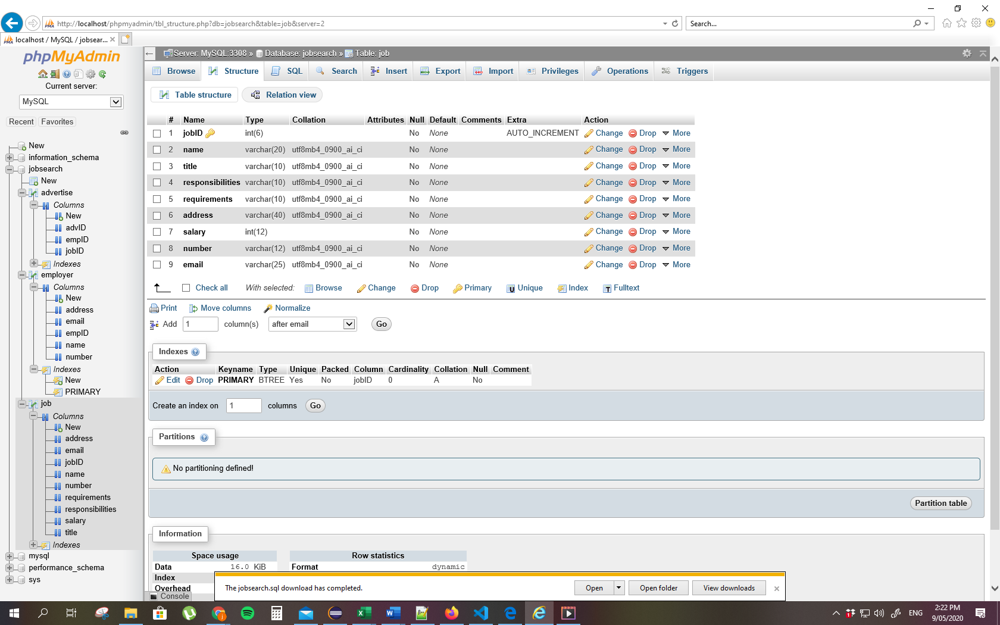 http://localhost/phpmyadmin/tbl_structure.php?db=jobsearch&table=job&server=2
Search...
localhost / MySQL / jobsear...
phpMyAdmin
Current server:
MySQL
Recent Favorites
New
information_schema
jobsearch
New
advertise
Columns
New
advID
empID
jobID
Indexes
employer
Columns
New
address
email
empID
name
number
Indexes
New
PRIMARY
job
Columns
New
address
email
jobID
name
number
requirements
responsibilities
salary
title
Indexes
mysql
performance_schema
sys
Server: MySQL:3308 » Database: jobsearch » Table: job
Browse Structure SQL Search Insert Export Import Privileges Operations Triggers
Table structure Relation view
# Name Type Collation Attributes Null Default Comments Extra Action
1 jobID int(6) No None AUTO_INCREMENT Change Drop More
2 name varchar(20) utf8mb4_0900_ai_ci No None Change Drop More
3 title varchar(10) utf8mb4_0900_ai_ci No None Change Drop More
4 responsibilities varchar(10) utf8mb4_0900_ai_ci No None Change Drop More
5 requirements varchar(10) utf8mb4_0900_ai_ci No None Change Drop More
6 address varchar(40) utf8mb4_0900_ai_ci No None Change Drop More
7 salary int(12) No None Change Drop More
8 number varchar(12) utf8mb4_0900_ai_ci No None Change Drop More
9 email varchar(25) utf8mb4_0900_ai_ci No None Change Drop More
Check all With selected: Browse Change Drop Primary Unique Index Fulltext
Print Move columns Normalize
Add 1 column(s) after email Go
Indexes
Action Keyname Type Unique Packed Column Cardinality Collation Null Comment
Edit Drop PRIMARY BTREE Yes No jobID 0 A No
Create an index on 1 columns Go
Partitions
No partitioning defined!
Partition table
Information
Space usage
Data 16.0 KiB
Index
Overhead
Row statistics
Format dynamic
Console
The jobsearch.sql download has completed.
Open Open folder View downloads
ENG
2:22 PM
9/05/2020